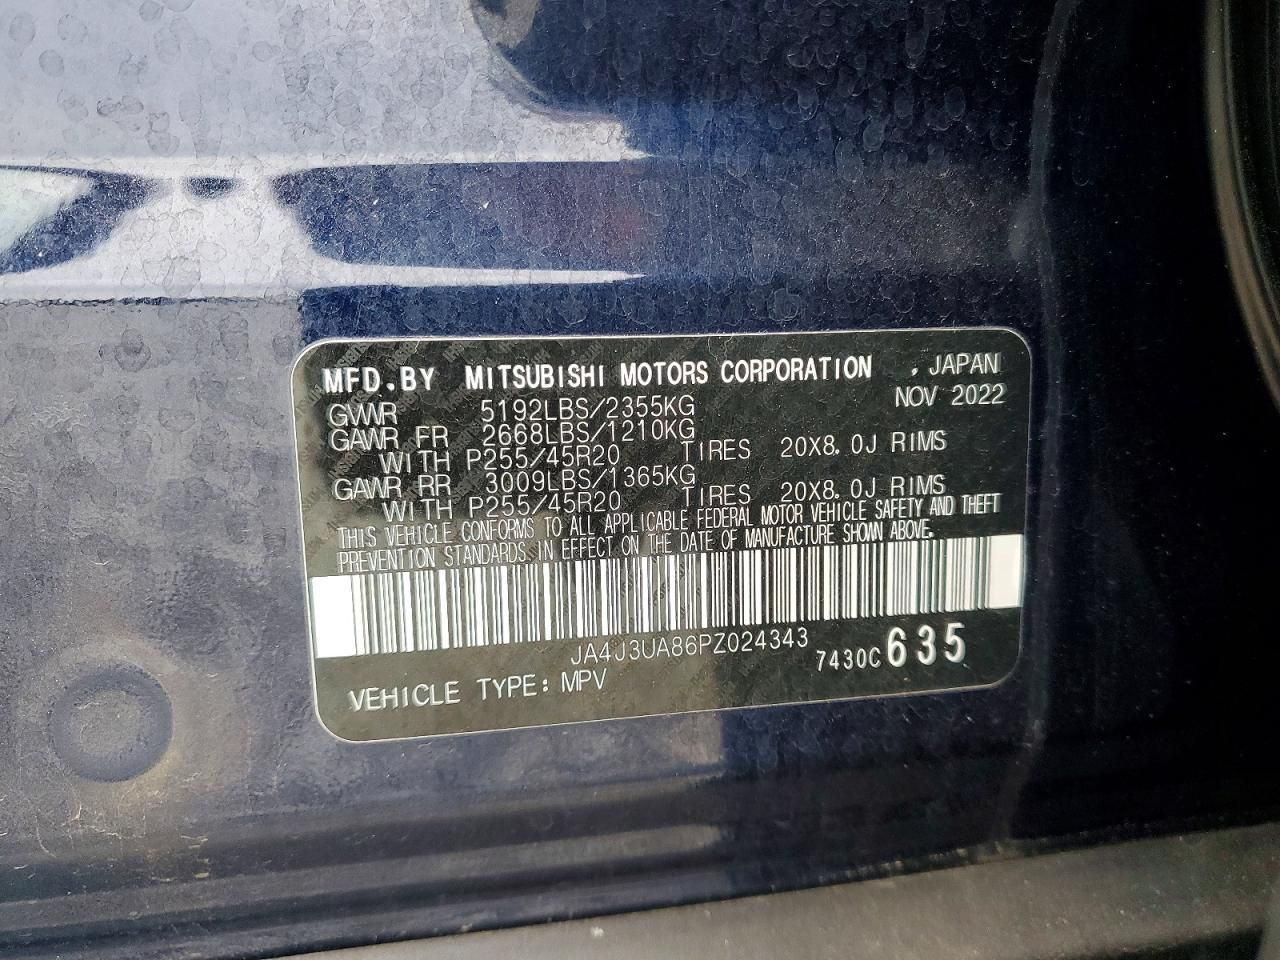 MFD.BY MITSUBISHI MOTORS CORPORATION , JAPAN
NOV 2022
GVWR 5192LBS/2355KG
GAWR FR 2668LBS/1210KG
WITH P255/45R20 TIRES 20X8.0J RIMS
GAWR RR 3009LBS/1365KG
WITH P255/45R20 TIRES 20X8.0J RIMS
THIS VEHICLE CONFORMS TO ALL APPLICABLE FEDERAL MOTOR VEHICLE SAFETY AND THEFT
PREVENTION STANDARDS IN EFFECT ON THE DATE OF MANUFACTURE SHOWN ABOVE.
JA4J3UA86PZ024343 7430C 635
VEHICLE TYPE: MPV